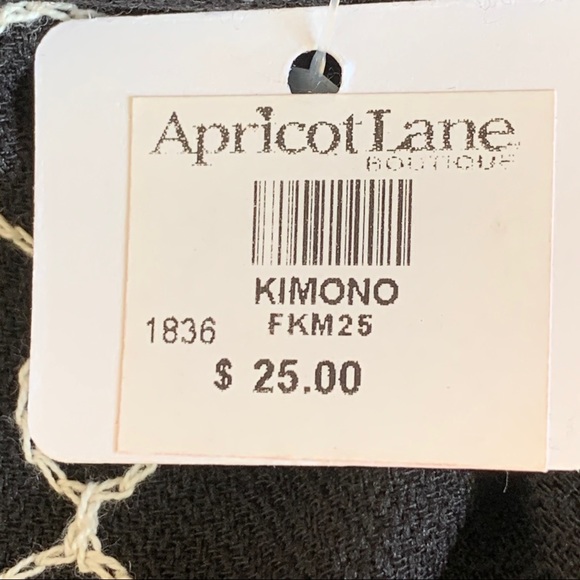 ApricotLane
BOUTIQUE
KIMONO
1836 FKM25
$ 25.00